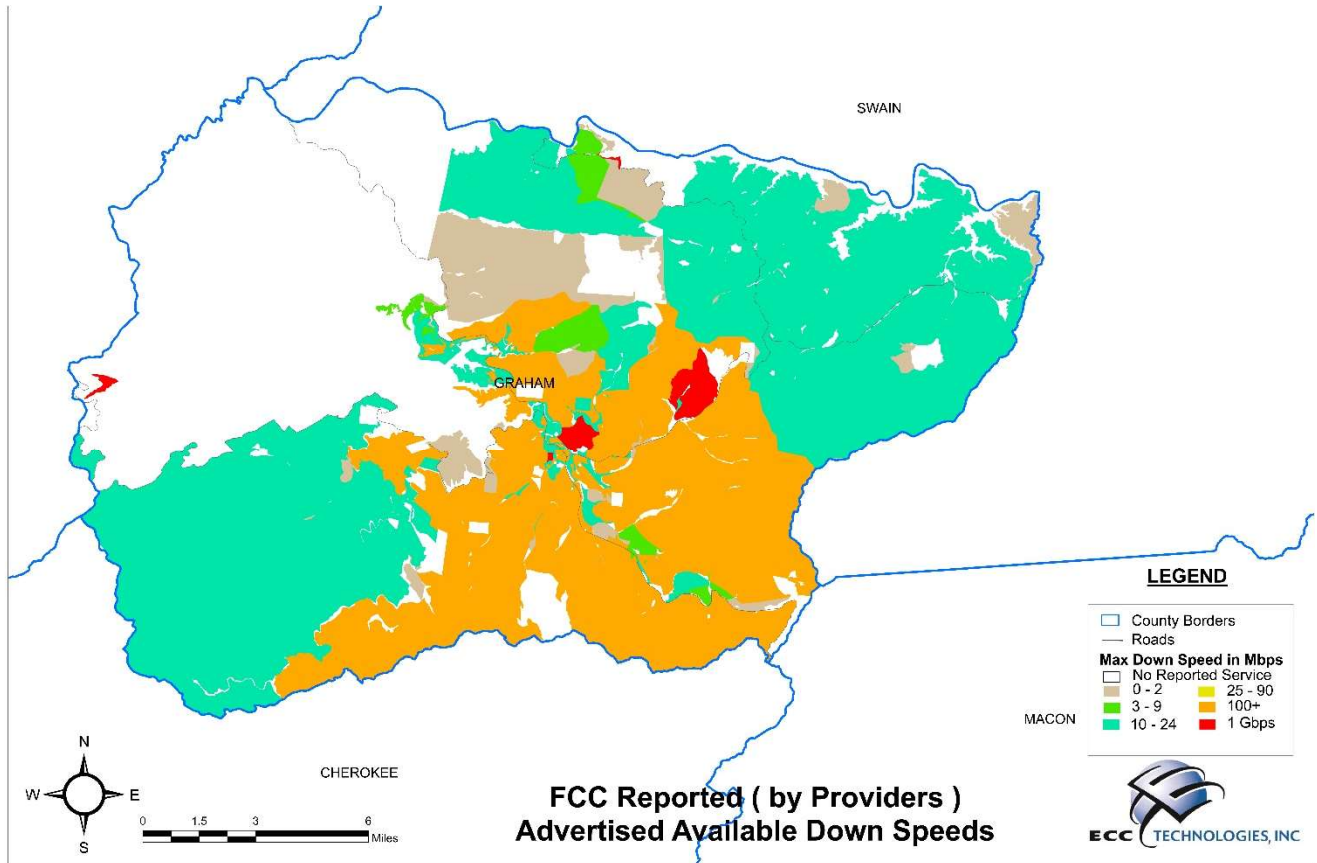 SWAIN
GRAHAM
LEGEND
County Borders
Roads
Max Down Speed in Mbps
No Reported Service
0 - 2
25 - 90
3 - 9
100+
10 - 24
1 Gbps
MACON
N
W
E
S
CHEROKEE
0 1.5 3 6
Miles
FCC Reported ( by Providers )
Advertised Available Down Speeds
ECC TECHNOLOGIES, INC